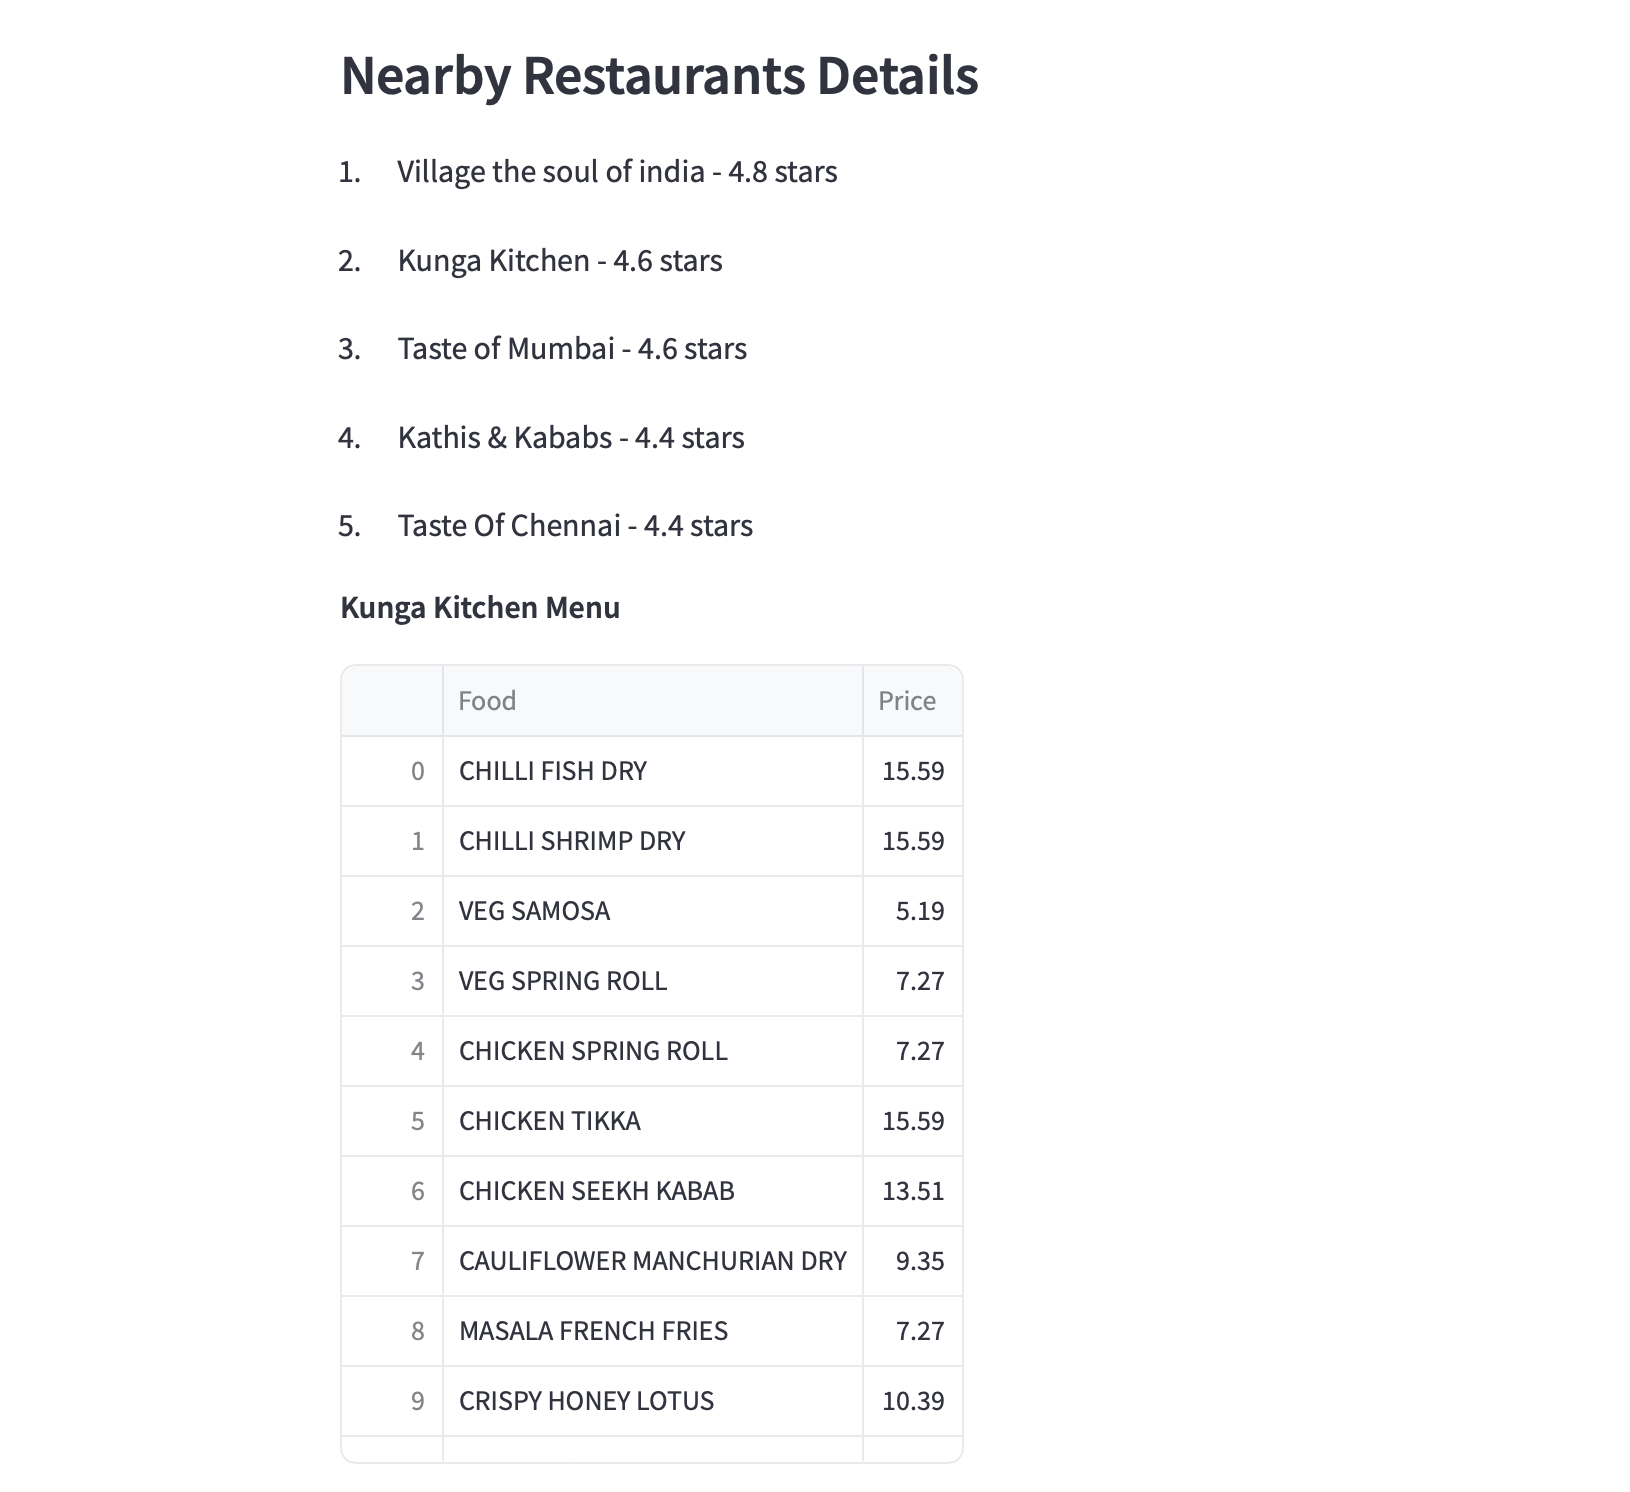 Nearby Restaurants Details
1. Village the soul of india - 4.8 stars
2. Kunga Kitchen - 4.6 stars
3. Taste of Mumbai - 4.6 stars
4. Kathis & Kababs - 4.4 stars
5. Taste Of Chennai - 4.4 stars
Kunga Kitchen Menu
Food Price
0 CHILLI FISH DRY 15.59
1 CHILLI SHRIMP DRY 15.59
2 VEG SAMOSA 5.19
3 VEG SPRING ROLL 7.27
4 CHICKEN SPRING ROLL 7.27
5 CHICKEN TIKKA 15.59
6 CHICKEN SEEKH KABAB 13.51
7 CAULIFLOWER MANCHURIAN DRY 9.35
8 MASALA FRENCH FRIES 7.27
9 CRISPY HONEY LOTUS 10.39